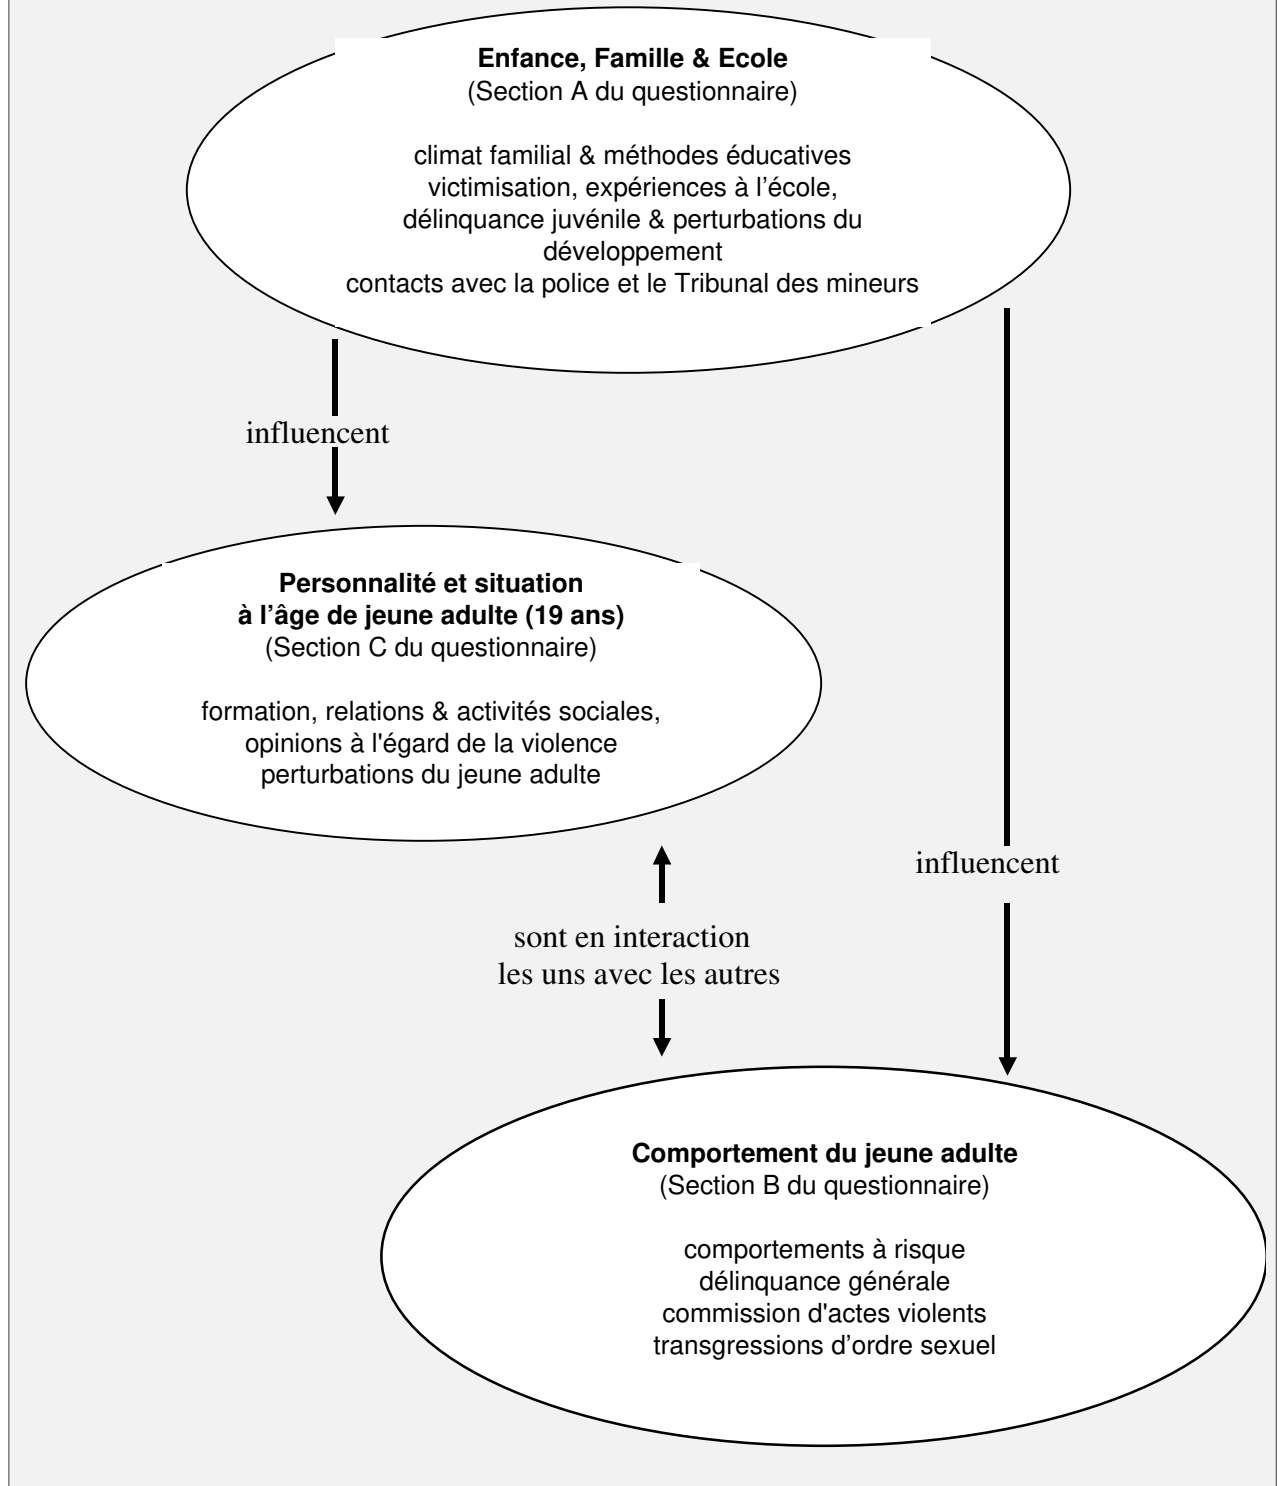 Enfance, Famille & Ecole
(Section A du questionnaire)
climat familial & méthodes éducatives
victimisation, expériences à l’école,
délinquance juvénile & perturbations du
développement
contacts avec la police et le Tribunal des mineurs
influencent
Personnalité et situation
à l’âge de jeune adulte (19 ans)
(Section C du questionnaire)
formation, relations & activités sociales,
opinions à l'égard de la violence
perturbations du jeune adulte
influencent
sont en interaction
les uns avec les autres
Comportement du jeune adulte
(Section B du questionnaire)
comportements à risque
délinquance générale
commission d'actes violents
transgressions d’ordre sexuel